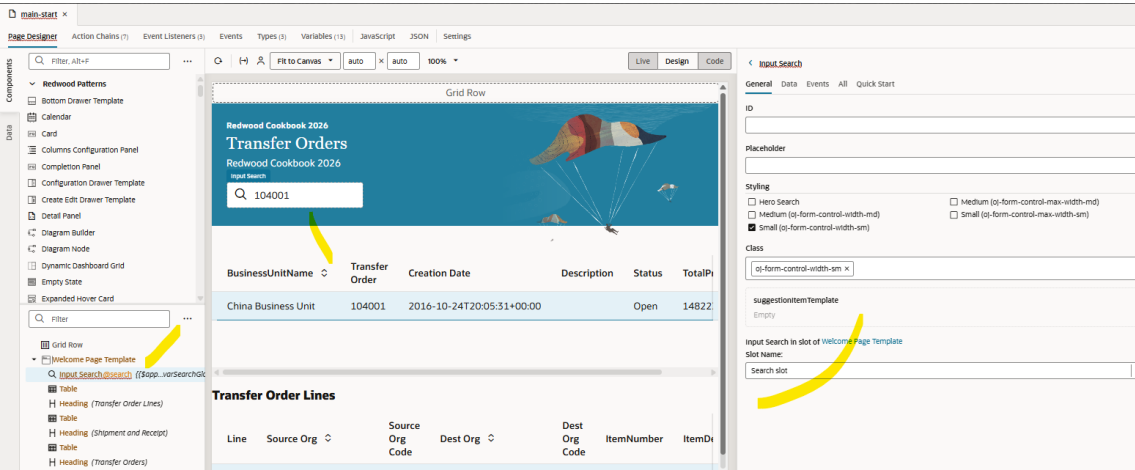 main-start ×
Page Designer Action Chains (7) Event Listeners (3) Events Types (3) Variables (13) JavaScript JSON Settings
Components
Data
Filter, Alt+F
Redwood Patterns
Bottom Drawer Template
Calendar
Card
Columns Configuration Panel
Completion Panel
Configuration Drawer Template
Create Edit Drawer Template
Detail Panel
Diagram Builder
Diagram Node
Dynamic Dashboard Grid
Empty State
Expanded Hover Card
Filter
Grid Row
Welcome Page Template
Input Search@search {{$app...varSearchGlo
Table
Heading (Transfer Order Lines)
Table
Heading (Shipment and Receipt)
Table
Heading (Transfer Orders)
Fit to Canvas auto × auto 100% Live Design Code
Grid Row
Redwood Cookbook 2026
Transfer Orders
Redwood Cookbook 2026
Input Search
104001
BusinessUnitName Transfer Order Creation Date Description Status TotalPr
China Business Unit 104001 2016-10-24T20:05:31+00:00 Open 14822
Transfer Order Lines
Line Source Org Source Org Code Dest Org Dest Org Code ItemNumber ItemDe
Input Search
General Data Events All Quick Start
ID
Placeholder
Styling
Hero Search Medium (oj-form-control-max-width-md)
Medium (oj-form-control-width-md) Small (oj-form-control-max-width-sm)
Small (oj-form-control-width-sm)
Class
oj-form-control-width-sm ×
suggestionItemTemplate
Empty
Input Search in slot of Welcome Page Template
Slot Name:
Search slot